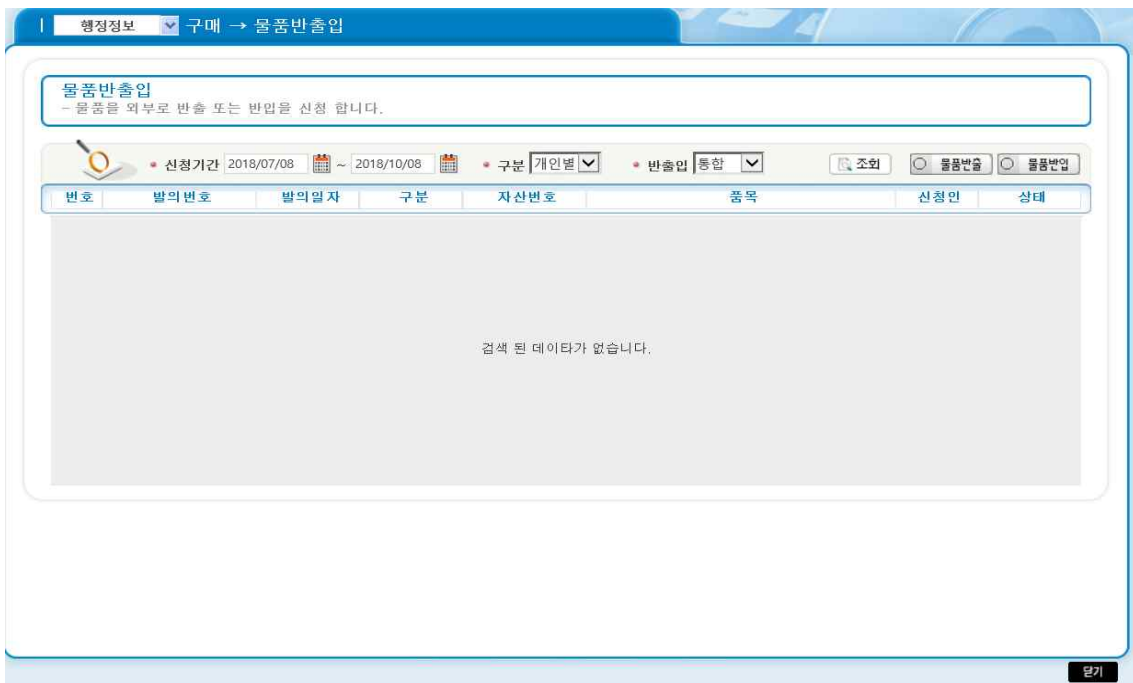 행정정보 구매 → 물품반출입
물품반출입
- 물품을 외부로 반출 또는 반입을 신청 합니다.
신청기간 2018/07/08 ~ 2018/10/08 구분 개인별 반출입 통합 조회 물품반출 물품반입
번호 발의번호 발의일자 구분 자산번호 품목 신청인 상태
검색 된 데이타가 없습니다.
닫기